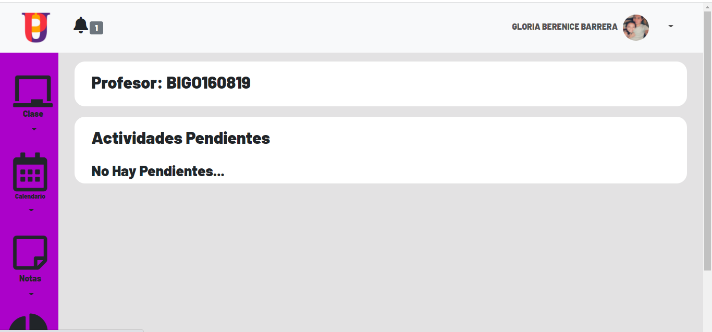 1
GLORIA BERENICE BARRERA
Profesor: BIGO160819
Clase
Actividades Pendientes
No Hay Pendientes...
Calendario
Notas